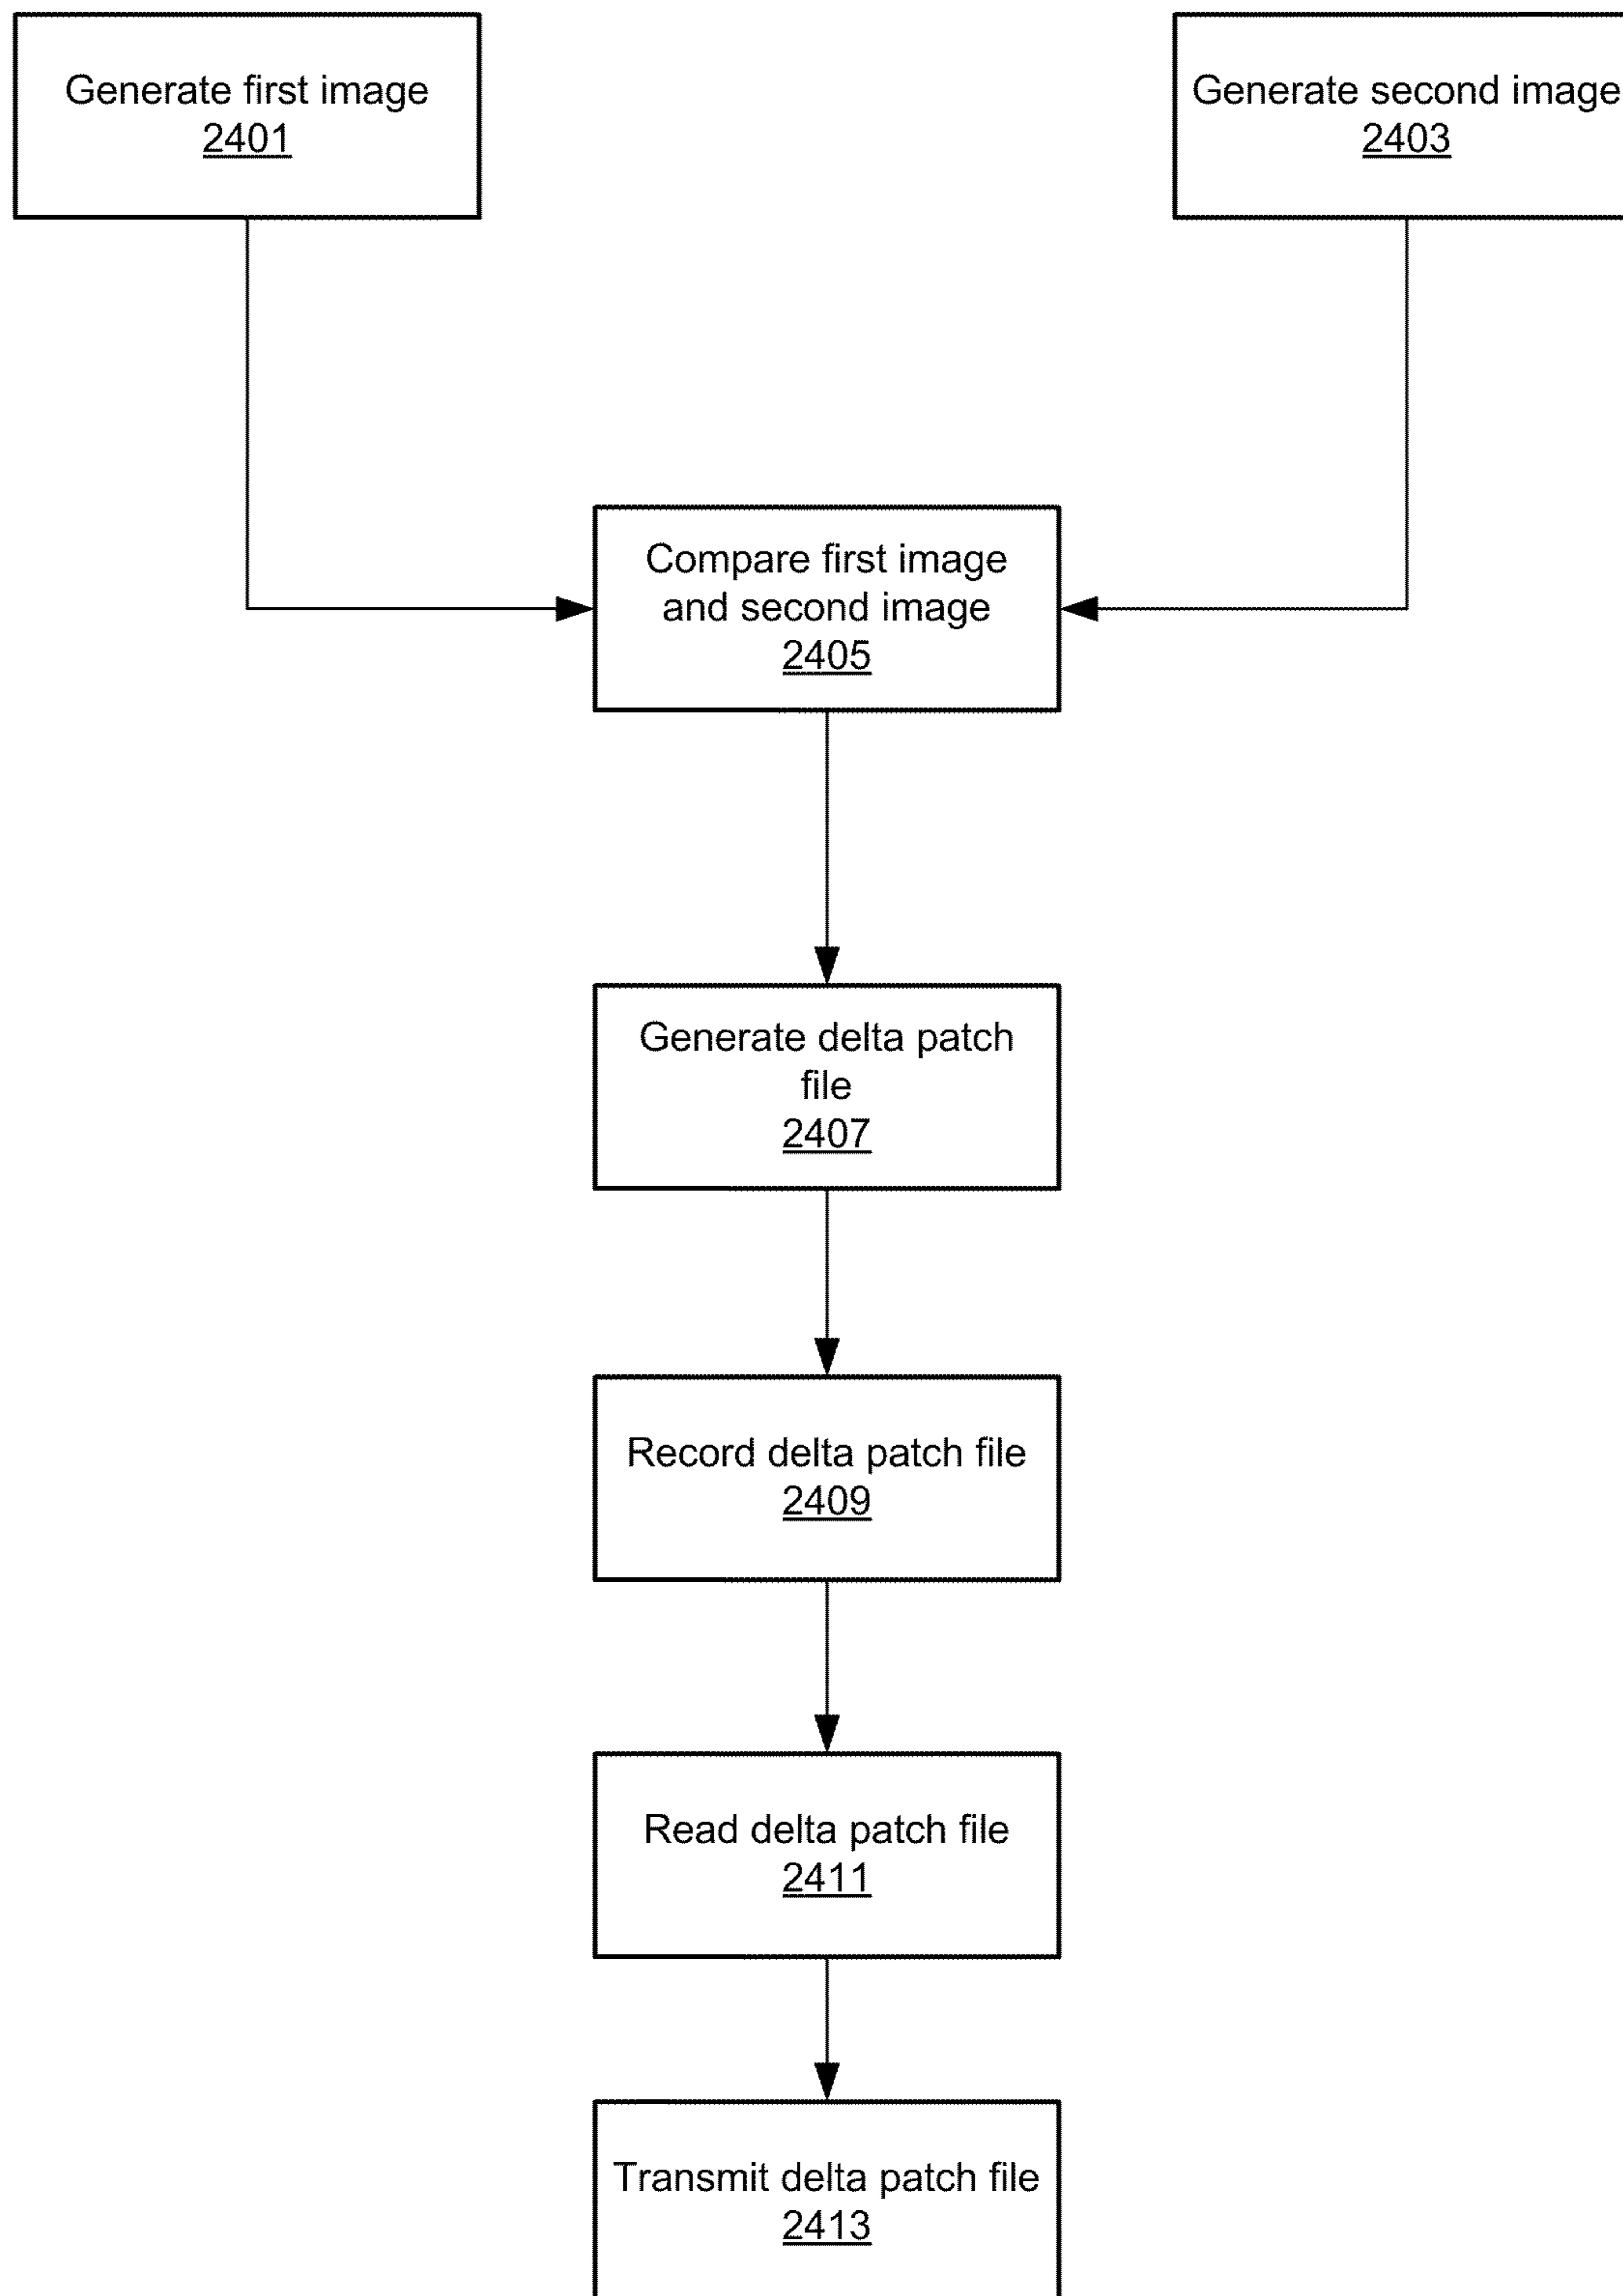 Generate first image
2401
Generate second image
2403
Compare first image
and second image
2405
Generate delta patch
file
2407
Record delta patch file
2409
Read delta patch file
2411
Transmit delta patch file
2413